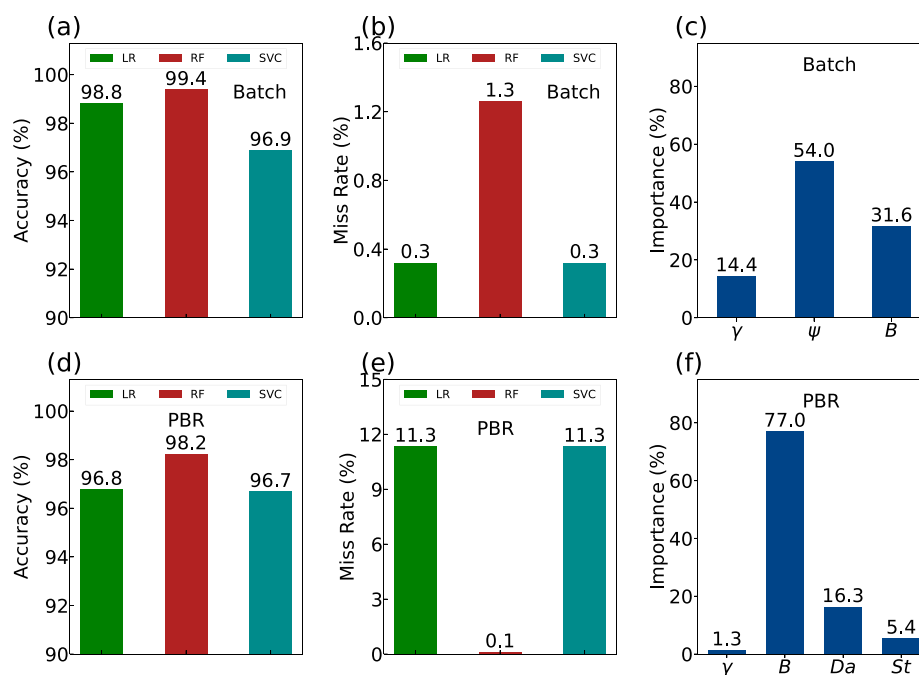 (a)
LR RF SVC
Batch
Accuracy (%)
100
98
96
94
92
90
98.8
99.4
96.9
(b)
LR RF SVC
Batch
Miss Rate (%)
1.6
1.2
0.8
0.4
0.0
0.3
1.3
0.3
(c)
Batch
Importance (%)
80
60
40
20
0
14.4
54.0
31.6
γ ψ B
(d)
LR RF SVC
PBR
Accuracy (%)
100
98
96
94
92
90
96.8
98.2
96.7
(e)
LR RF SVC
PBR
Miss Rate (%)
15
12
9
6
3
0
11.3
0.1
11.3
(f)
PBR
Importance (%)
80
60
40
20
0
1.3
77.0
16.3
5.4
γ B Da St